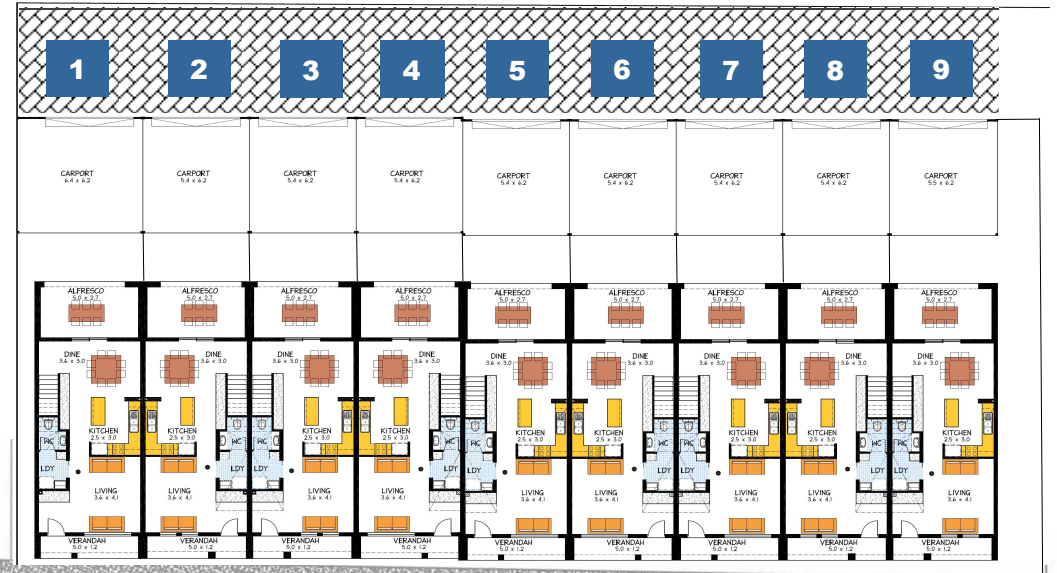 1 2 3 4 5 6 7 8 9
CARPORT CARPORT CARPORT CARPORT CARPORT CARPORT CARPORT CARPORT CARPORT
6.4 x 6.2 5.4 x 6.2 5.4 x 6.2 5.4 x 6.2 5.4 x 6.2 5.4 x 6.2 5.4 x 6.2 5.4 x 6.2 5.5 x 6.2
ALFRESCO ALFRESCO ALFRESCO ALFRESCO ALFRESCO ALFRESCO ALFRESCO ALFRESCO ALFRESCO
5.0 x 2.7 5.0 x 2.7 5.0 x 2.7 5.0 x 2.7 5.0 x 2.7 5.0 x 2.7 5.0 x 2.7 5.0 x 2.7 5.0 x 2.7
DINE DINE DINE DINE DINE DINE DINE DINE DINE
3.6 x 3.0 3.6 x 3.0 3.6 x 3.0 3.6 x 3.0 3.6 x 3.0 3.6 x 3.0 3.6 x 3.0 3.6 x 3.0 3.6 x 3.0
KITCHEN KITCHEN KITCHEN KITCHEN KITCHEN KITCHEN KITCHEN KITCHEN KITCHEN
2.5 x 3.0 2.5 x 3.0 2.5 x 3.0 2.5 x 3.0 2.5 x 3.0 2.5 x 3.0 2.5 x 3.0 2.5 x 3.0 2.5 x 3.0
WC WC WC WC WC WC WC WC WC
LDY LDY LDY LDY LDY LDY LDY LDY LDY
LIVING LIVING LIVING LIVING LIVING LIVING LIVING LIVING LIVING
3.6 x 4.1 3.6 x 4.1 3.6 x 4.1 3.6 x 4.1 3.6 x 4.1 3.6 x 4.1 3.6 x 4.1 3.6 x 4.1 3.6 x 4.1
VERANDAH VERANDAH VERANDAH VERANDAH VERANDAH VERANDAH VERANDAH VERANDAH VERANDAH
5.0 x 1.2 5.0 x 1.2 5.0 x 1.2 5.0 x 1.2 5.0 x 1.2 5.0 x 1.2 5.0 x 1.2 5.0 x 1.2 5.0 x 1.2